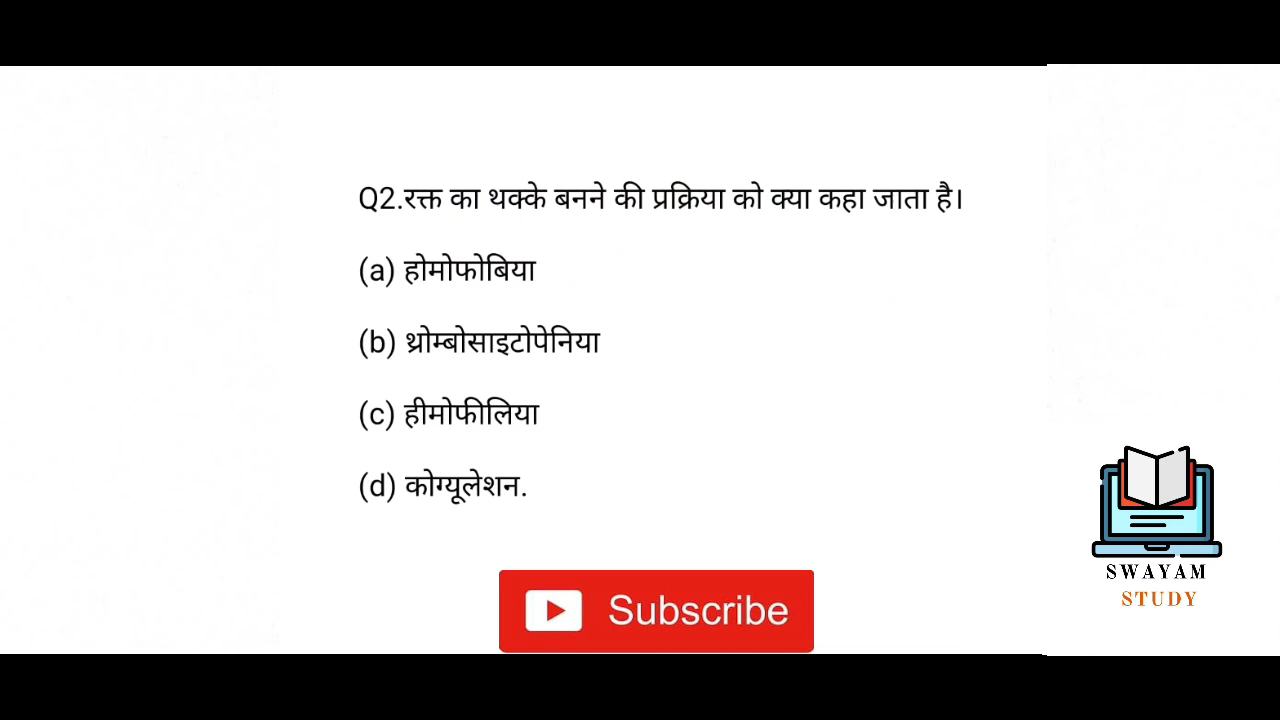 Q2.रक्त का थक्के बनने की प्रक्रिया को क्या कहा जाता है।
(a) होमोफोबिया
(b) थ्रोम्बोसाइटोपेनिया
(c) हीमोफीलिया
(d) कोग्यूलेशन.
Subscribe
SWAYAM
STUDY